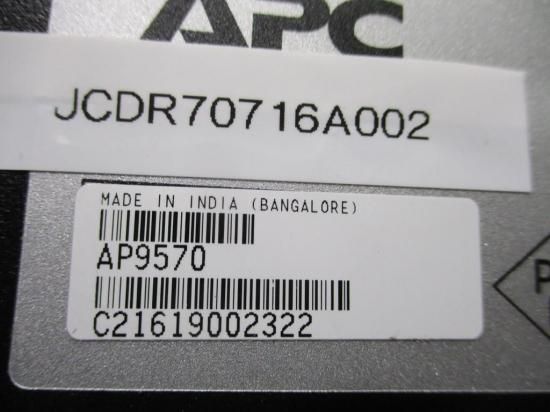 APC
JCDR70716A002
MADE IN INDIA (BANGALORE)
AP9570
C21619002322